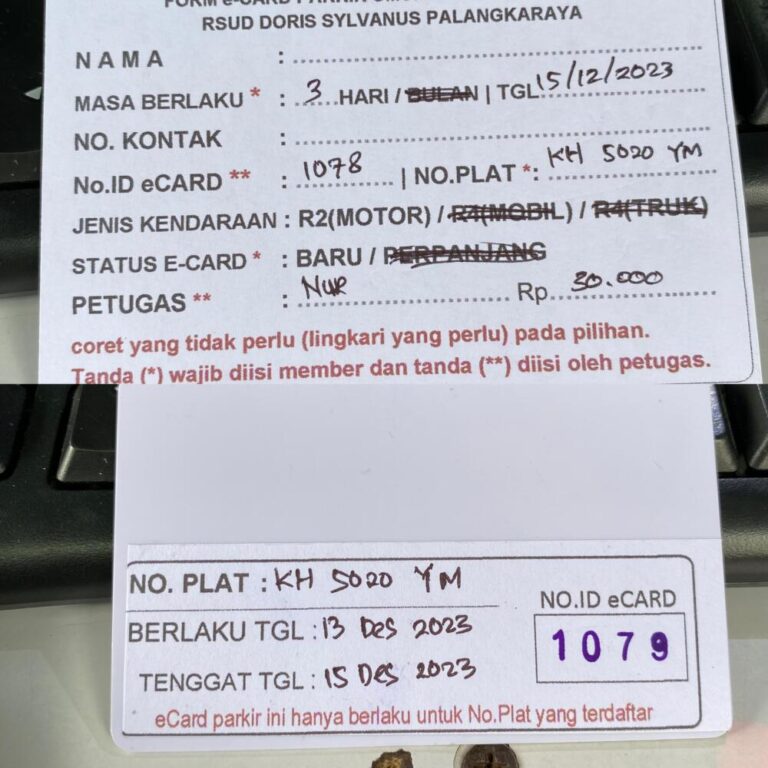 FORM e-CARD PARKIR
RSUD DORIS SYLVANUS PALANGKARAYA
NAMA :
MASA BERLAKU * : 3 HARI / BULAN | TGL 15/12/2023
NO. KONTAK :
No.ID eCARD ** : 1078 | NO.PLAT *: KH 5020 YM
JENIS KENDARAAN : R2(MOTOR) / R4(MOBIL) / R4(TRUK)
STATUS E-CARD * : BARU / PERPANJANG
PETUGAS ** : Nur Rp. 30.000
coret yang tidak perlu (lingkari yang perlu) pada pilihan.
Tanda (*) wajib diisi member dan tanda (**) diisi oleh petugas.
NO. PLAT : KH 5020 YM
BERLAKU TGL : 13 Des 2023
TENGGAT TGL : 15 Des 2023
NO.ID eCARD
1079
eCard parkir ini hanya berlaku untuk No.Plat yang terdaftar